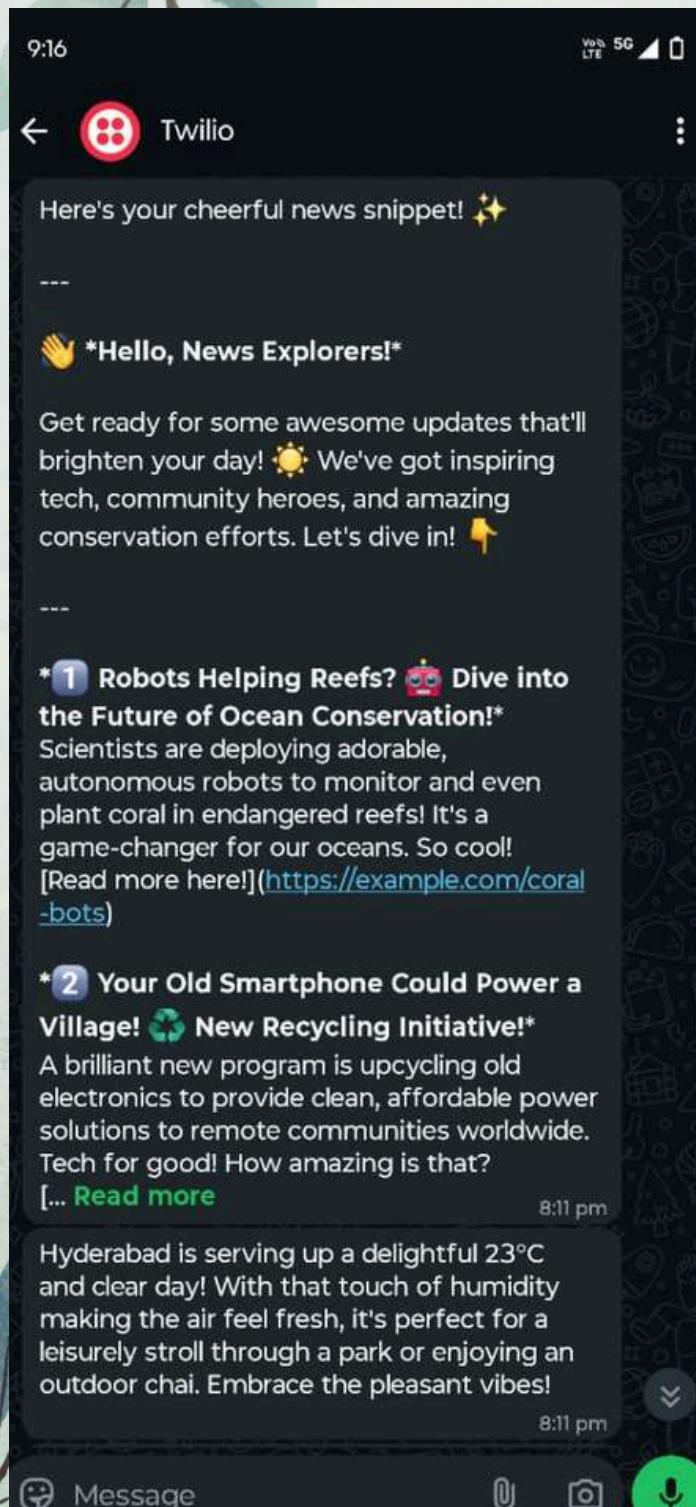 9:16
Vo)) LTE 5G
Twilio
Here's your cheerful news snippet! ✨
---
👋 *Hello, News Explorers!*
Get ready for some awesome updates that'll
brighten your day! ☀️ We've got inspiring
tech, community heroes, and amazing
conservation efforts. Let's dive in! 👇
---
*1️⃣ Robots Helping Reefs? 🤖 Dive into
the Future of Ocean Conservation!*
Scientists are deploying adorable,
autonomous robots to monitor and even
plant coral in endangered reefs! It's a
game-changer for our oceans. So cool!
[Read more here!](https://example.com/coral
-bots)
*2️⃣ Your Old Smartphone Could Power a
Village! ♻️ New Recycling Initiative!*
A brilliant new program is upcycling old
electronics to provide clean, affordable power
solutions to remote communities worldwide.
Tech for good! How amazing is that?
[... Read more
8:11 pm
Hyderabad is serving up a delightful 23°C
and clear day! With that touch of humidity
making the air feel fresh, it's perfect for a
leisurely stroll through a park or enjoying an
outdoor chai. Embrace the pleasant vibes!
8:11 pm
Message